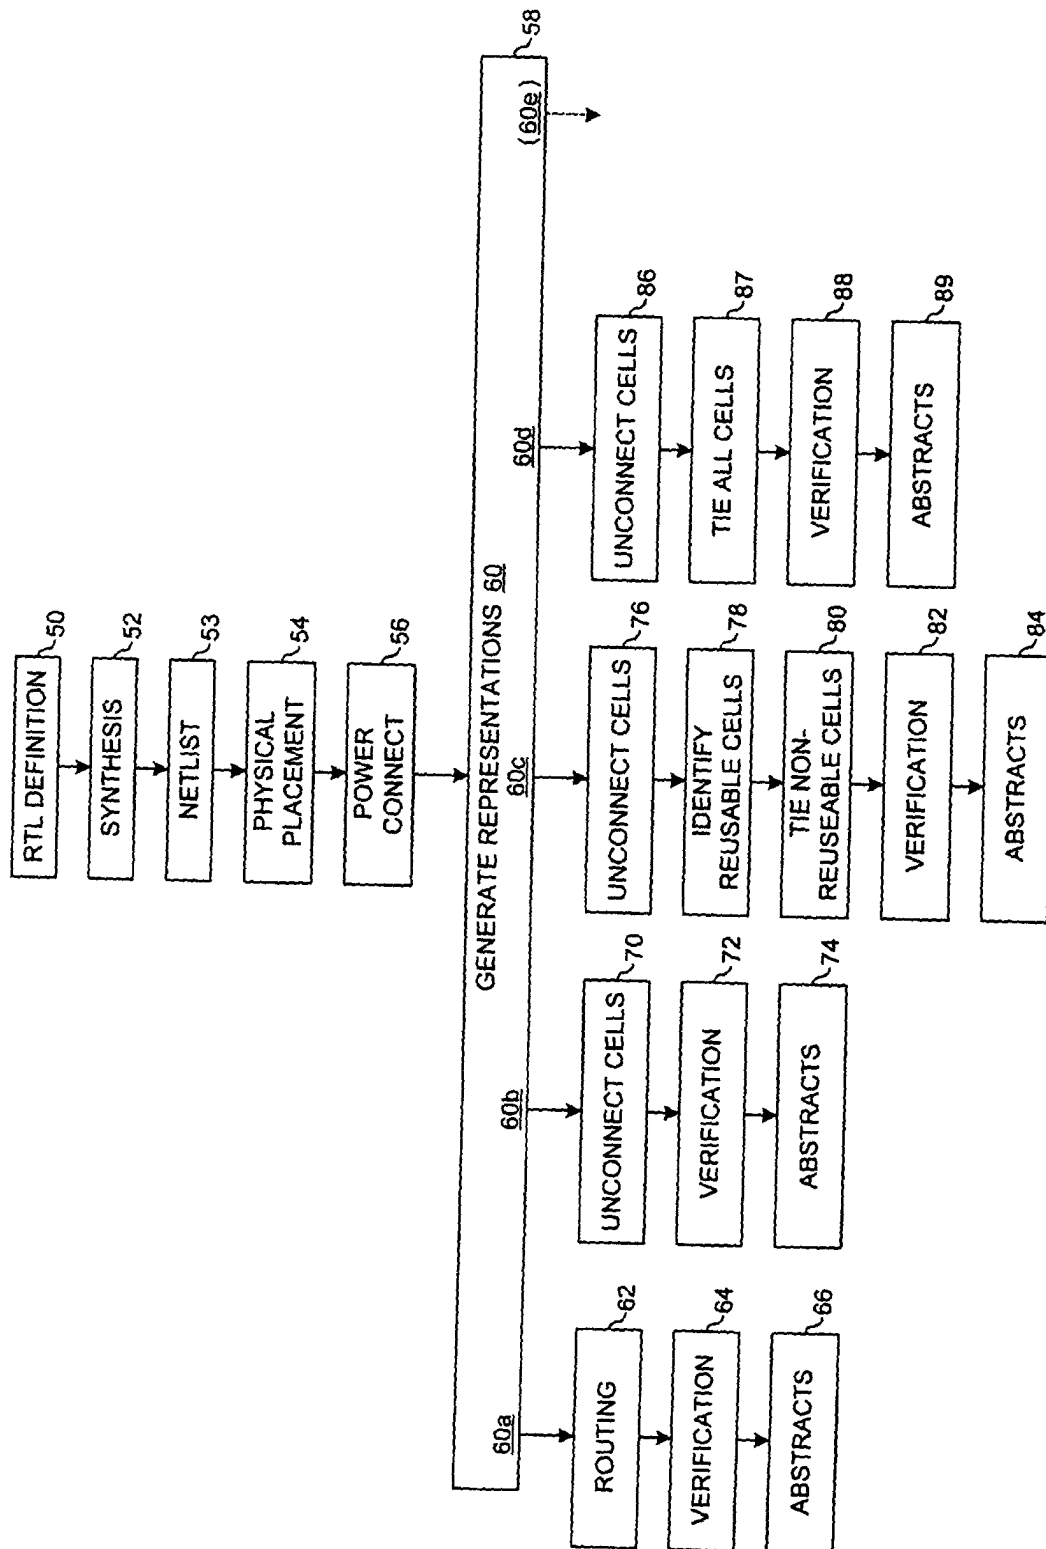 RTL DEFINITION
50
SYNTHESIS
52
NETLIST
53
PHYSICAL
PLACEMENT
54
POWER
CONNECT
56
GENERATE REPRESENTATIONS 60
58
60a
60b
60c
60d
(60e)
ROUTING
62
VERIFICATION
64
ABSTRACTS
66
UNCONNECT CELLS
70
VERIFICATION
72
ABSTRACTS
74
UNCONNECT CELLS
76
IDENTIFY
REUSABLE CELLS
78
TIE NON-
REUSEABLE CELLS
80
VERIFICATION
82
ABSTRACTS
84
UNCONNECT CELLS
86
TIE ALL CELLS
87
VERIFICATION
88
ABSTRACTS
89